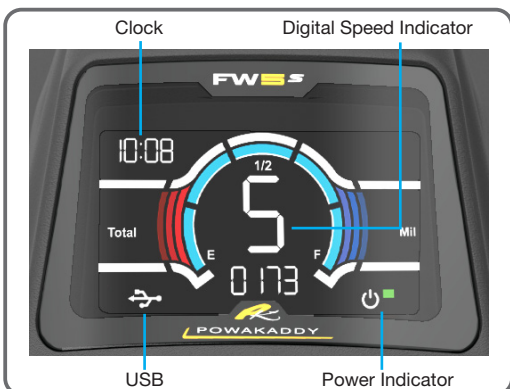 Clock Digital Speed Indicator
FW5s
10:08
1/2
5
Total Mil
E F
0173
POWAKADDY
USB Power Indicator